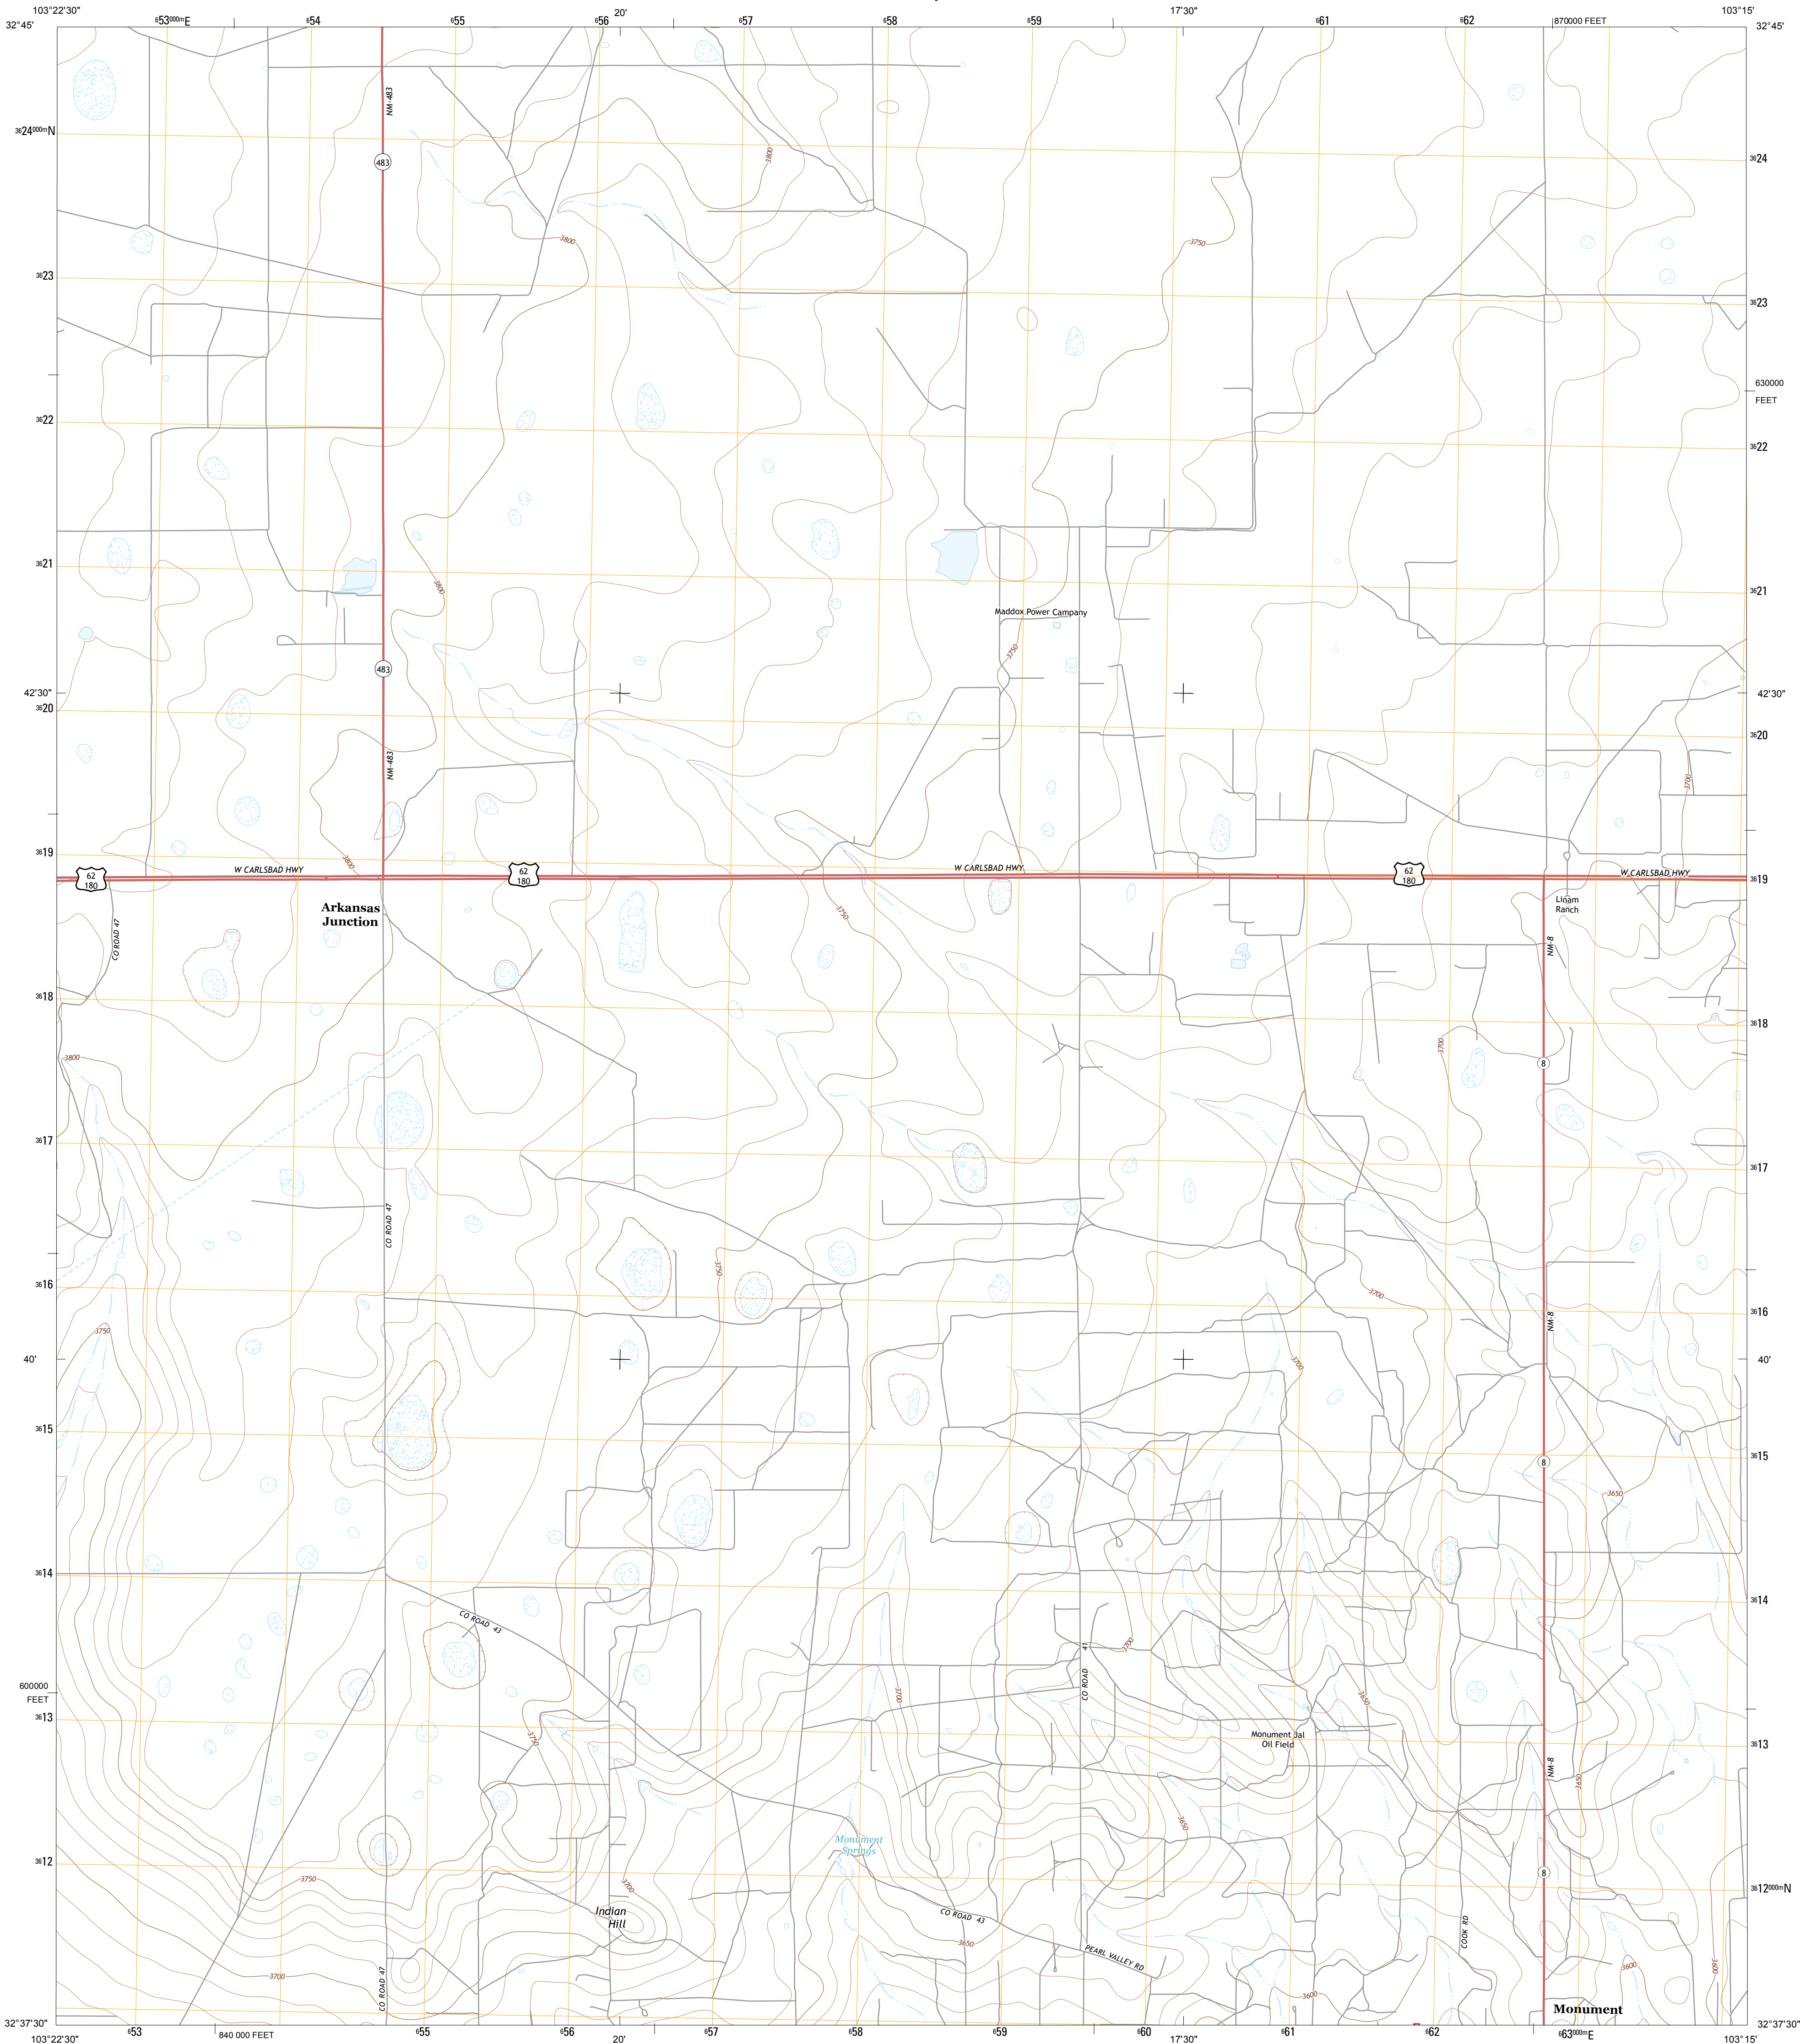 103°22'30"
653000mE
654
655
656
20'
657
658
659
17'30"
661
662
870000 FEET
103°15'
32°45'
32°45'
NM-483
3624000mN
483
3800
3624
3800
3750
3623
3623
630000
FEET
3622
3622
3621
3800
3621
Maddox Power Company
3750
483
42'30"
42'30"
3620
3620
NM-483
3700
3619
3800
W CARLSBAD HWY
W CARLSBAD HWY
W CARLSBAD HWY
62
180
62
180
62
180
3619
Arkansas
Junction
3750
Linam
Ranch
CO ROAD 47
NM-8
3618
3618
3700
3800
8
3617
3617
CO ROAD 47
3750
3616
3700
3616
NM-8
3750
40'
3700
40'
3615
8
3615
3650
3614
3614
CO ROAD 43
CO ROAD 41
3700
600000
FEET
3700
3650
3613
3750
Monument Jal
Oil Field
3613
NM-8
3650
3650
Monument
Springs
3612
8
3612000mN
3750
3700
Indian
Hill
CO ROAD 43
COOK RD
3650
PEARL VALLEY RD
3700
CO ROAD 47
3600
3600
3600
Monument
32°37'30"
32°37'30"
103°22'30"
653
840 000 FEET
655
656
20'
657
658
659
660
17'30"
661
662
663000mE
103°15'